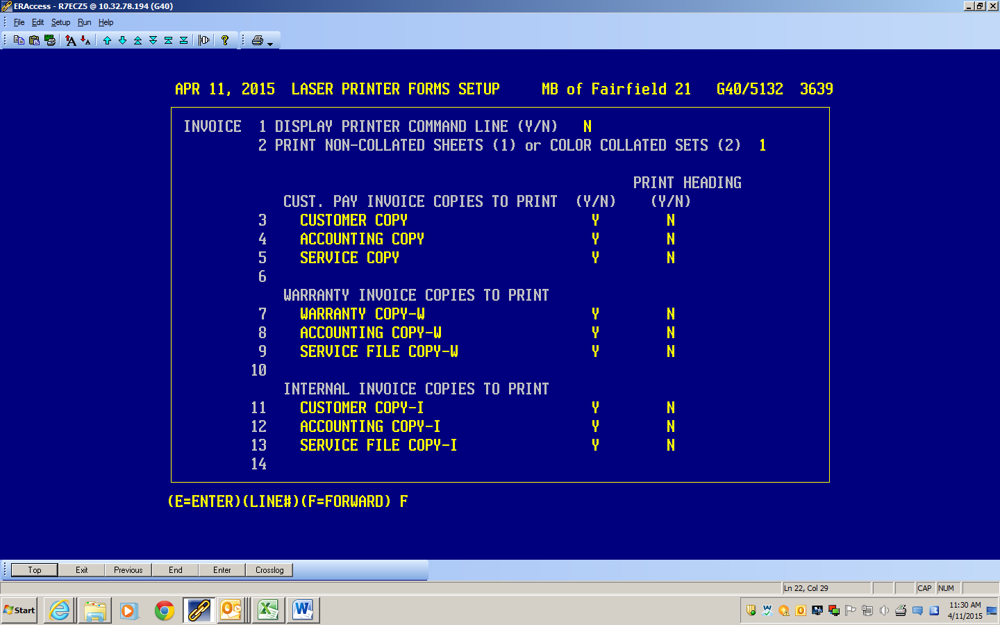 ERAccess - R7ECZ5 @ 10.32.78.194 (G40)
File Edit Setup Run Help
APR 11, 2015 LASER PRINTER FORMS SETUP MB of Fairfield 21 G40/5132 3639
INVOICE 1 DISPLAY PRINTER COMMAND LINE (Y/N) N
2 PRINT NON-COLLATED SHEETS (1) or COLOR COLLATED SETS (2) 1
PRINT HEADING
CUST. PAY INVOICE COPIES TO PRINT (Y/N) (Y/N)
3 CUSTOMER COPY Y N
4 ACCOUNTING COPY Y N
5 SERVICE COPY Y N
6
WARRANTY INVOICE COPIES TO PRINT
7 WARRANTY COPY-W Y N
8 ACCOUNTING COPY-W Y N
9 SERVICE FILE COPY-W Y N
10
INTERNAL INVOICE COPIES TO PRINT
11 CUSTOMER COPY-I Y N
12 ACCOUNTING COPY-I Y N
13 SERVICE FILE COPY-I Y N
14
(E=ENTER)(LINE#)(F=FORWARD) F
Top Exit Previous End Enter Crosslog
Ln 22, Col 29 CAP NUM
Start
11:30 AM
4/11/2015